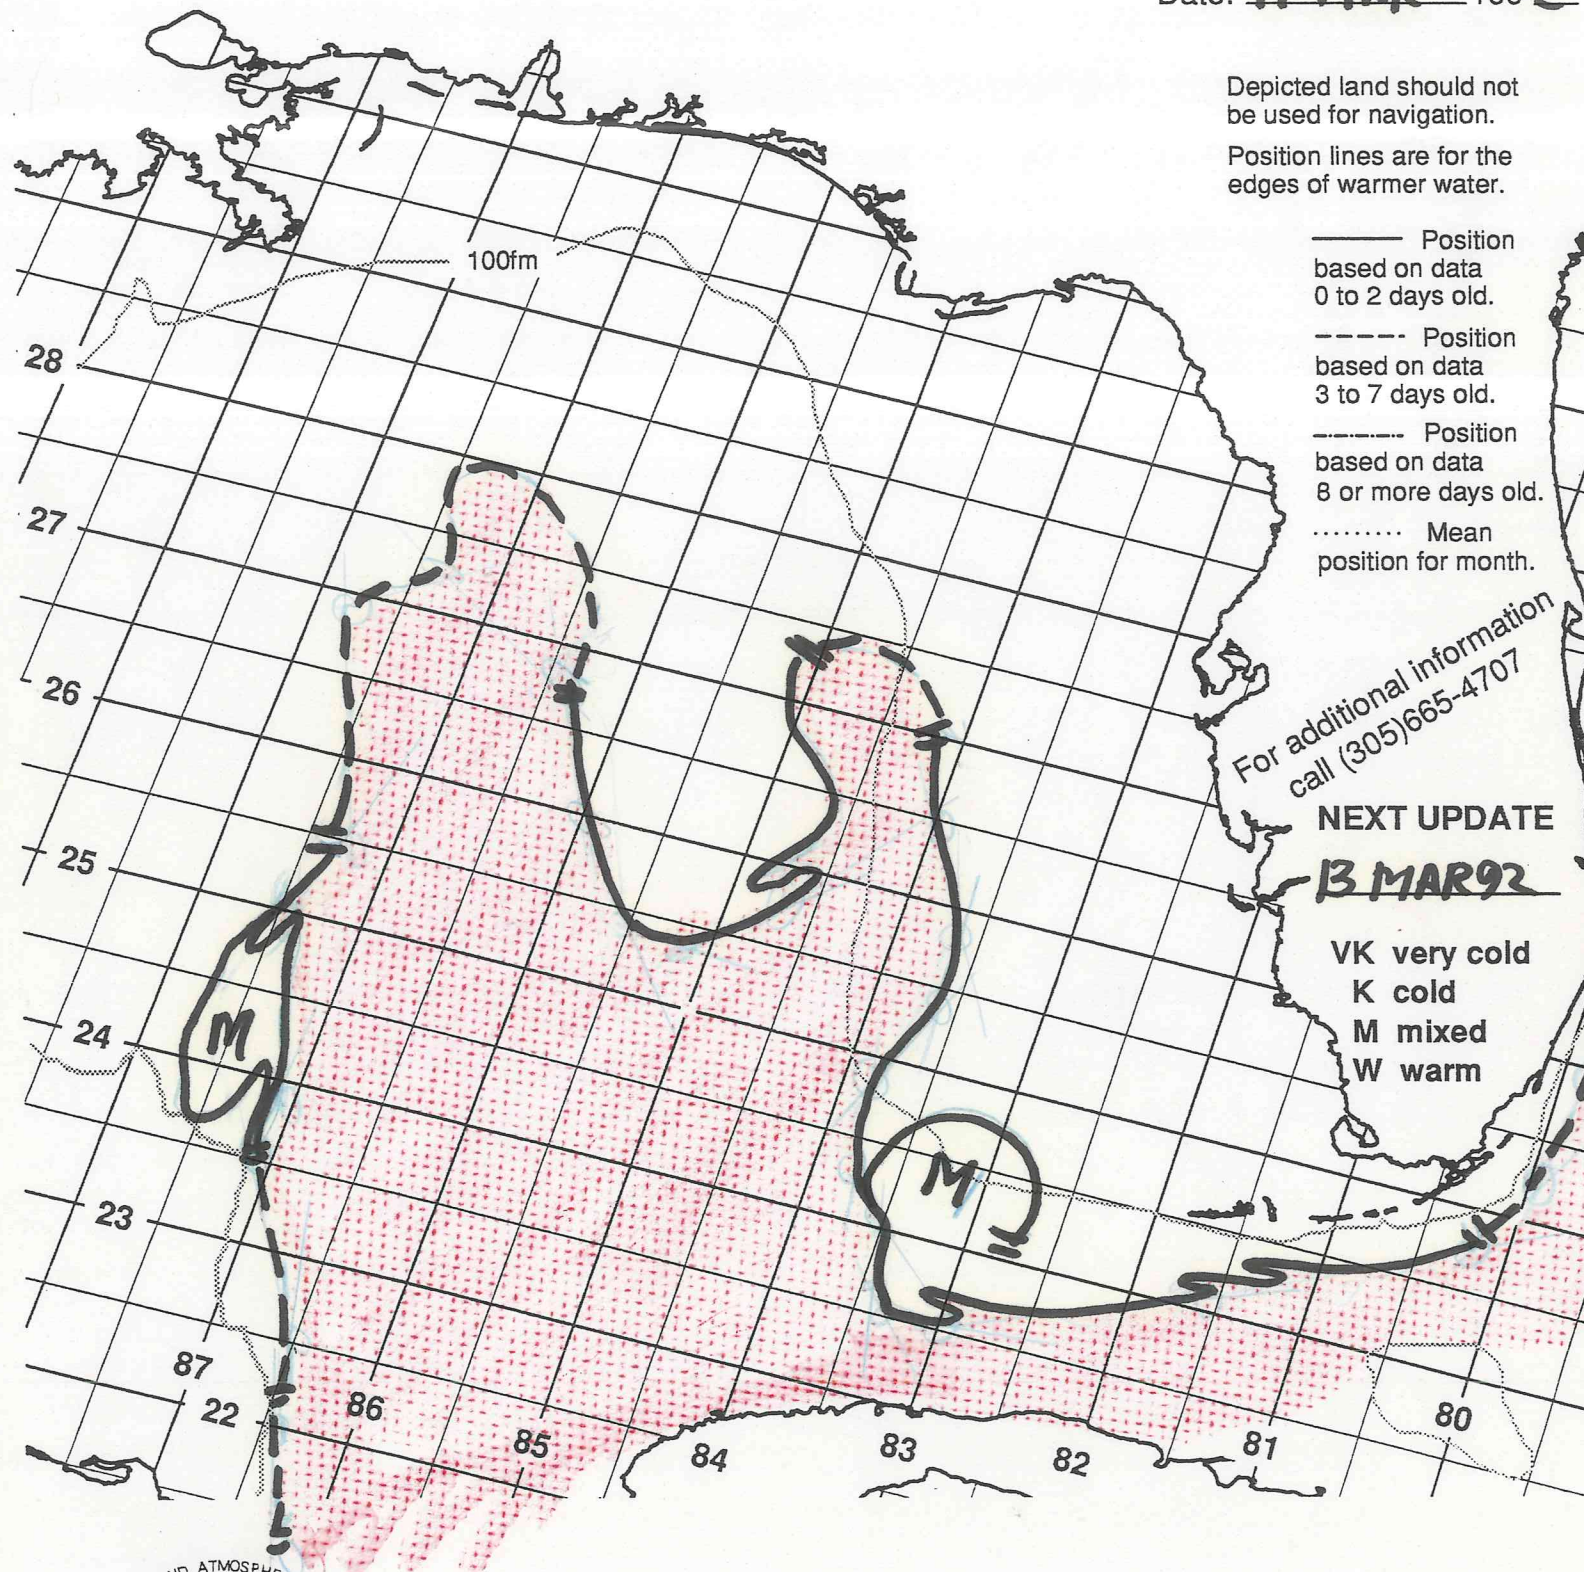 Date:
Depicted land should not
be used for navigation.
Position lines are for the
edges of warmer water.
Position
based on data
0 to 2 days old.
Position
based on data
3 to 7 days old.
Position
based on data
8 or more days old.
Mean
position for month.
For additional information
call (305)665-4707
NEXT UPDATE
13 MAR92
VK very cold
K cold
M mixed
W warm
100fm
28
27
26
25
24
23
22
87
86
85
84
83
82
81
80
M
M